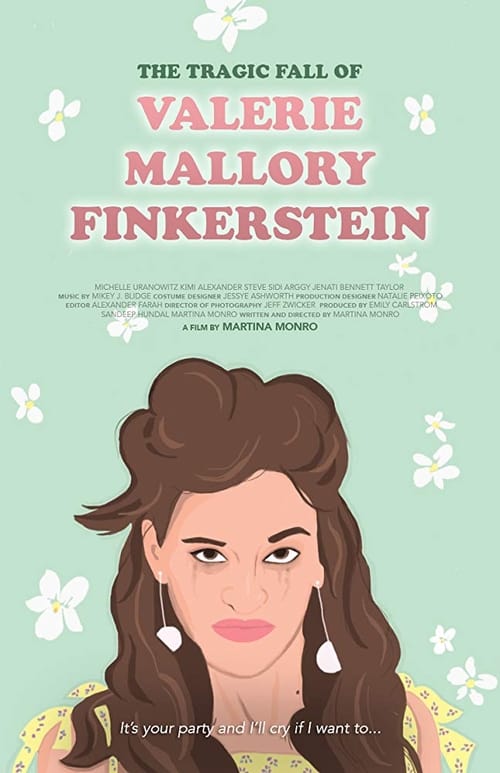 THE TRAGIC FALL OF
VALERIE
MALLORY
FINKERSTEIN
MICHELLE URANOWITZ KIMI ALEXANDER STEVE SIDI ARGGY JENATI BENNETT TAYLOR
MUSIC BY MIKEY J. BLIDGE COSTUME DESIGNER JESSYE ASHWORTH PRODUCTION DESIGNER NATALIE PEIXOTO
EDITOR ALEXANDER FARAH DIRECTOR OF PHOTOGRAPHY JEFF ZWICKER PRODUCED BY EMILY CARLSTROM
SANDEEP HUNDAL MARTINA MONRO WRITTEN AND DIRECTED BY MARTINA MONRO
A FILM BY MARTINA MONRO
It's your party and I'll cry if I want to...